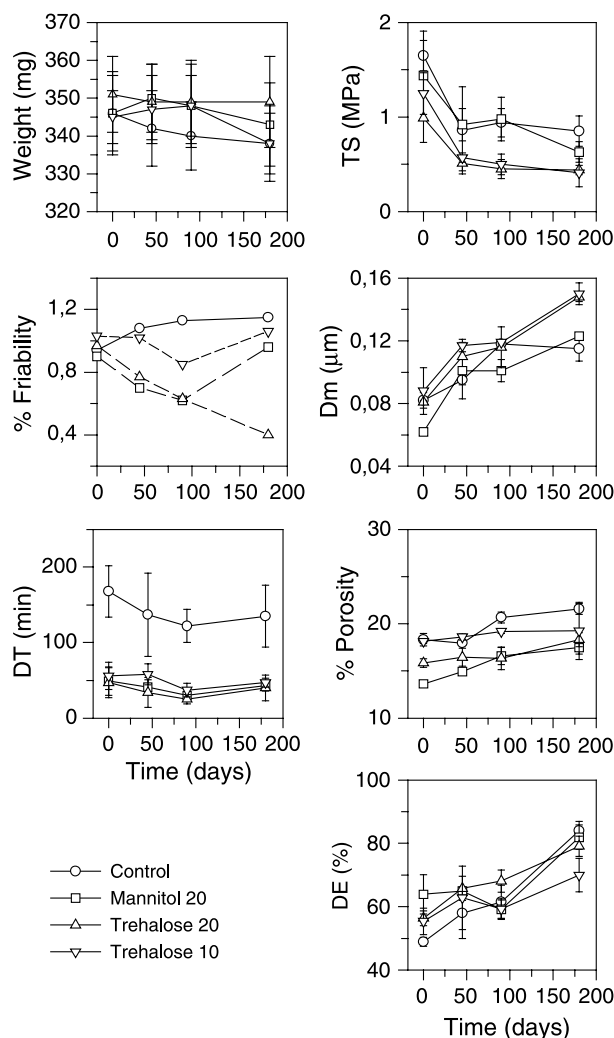 Weight (mg)
370
360
350
340
330
320
0 50 100 150 200
TS (MPa)
2
1
0
0 50 100 150 200
% Friability
1,2
0,8
0,4
0 50 100 150 200
Dm (µm)
0,16
0,12
0,08
0,04
0 50 100 150 200
DT (min)
200
100
50
0
0 50 100 150 200
Time (days)
% Porosity
30
20
10
0 50 100 150 200
Control
Mannitol 20
Trehalose 20
Trehalose 10
DE (%)
100
80
60
40
0 50 100 150 200
Time (days)